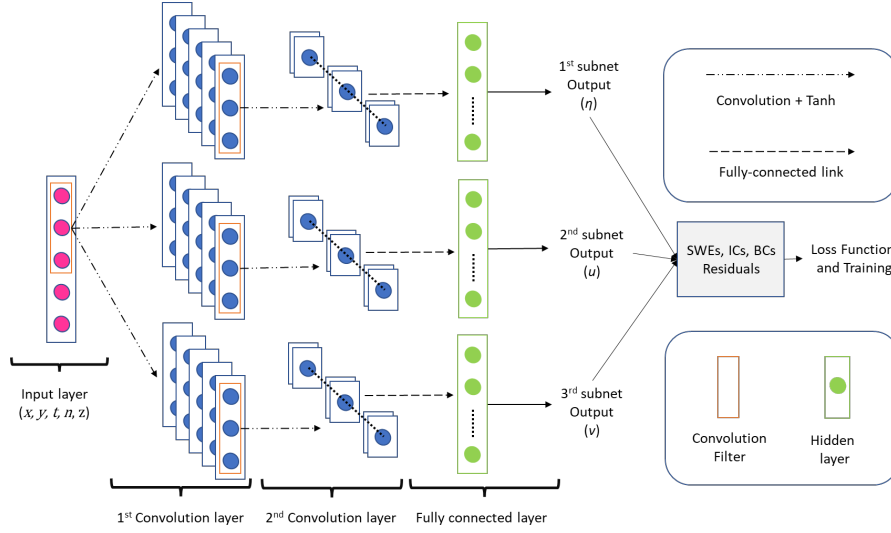 1st subnet
Output
(η)
2nd subnet
Output
(u)
3rd subnet
Output
(v)
Input layer
(x, y, t, n, z)
1st Convolution layer
2nd Convolution layer
Fully connected layer
Convolution + Tanh
Fully-connected link
SWEs, ICs, BCs
Residuals
Loss Function
and Training
Convolution
Filter
Hidden
layer